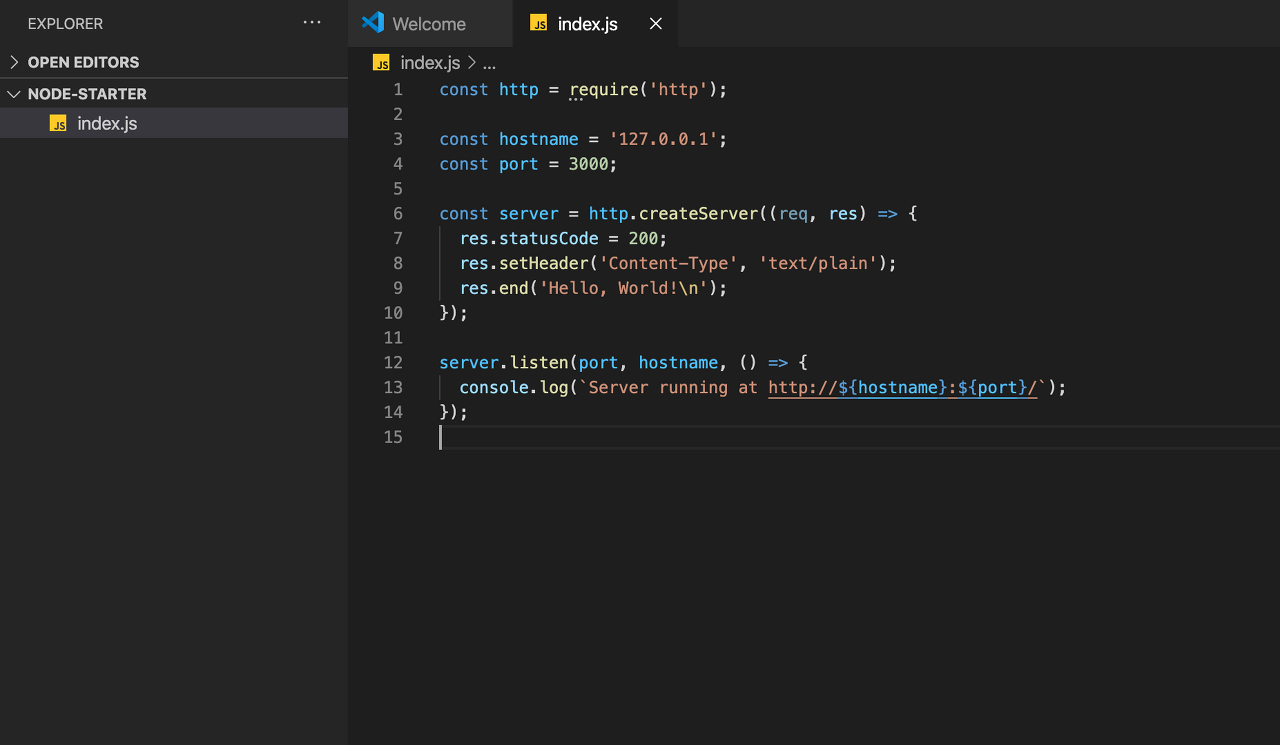 EXPLORER ...
OPEN EDITORS
NODE-STARTER
JS index.js
Welcome
JS index.js
JS index.js > ...
1 const http = require('http');
2
3 const hostname = '127.0.0.1';
4 const port = 3000;
5
6 const server = http.createServer((req, res) => {
7   res.statusCode = 200;
8   res.setHeader('Content-Type', 'text/plain');
9   res.end('Hello, World!\n');
10 });
11
12 server.listen(port, hostname, () => {
13   console.log(`Server running at http://${hostname}:${port}/`);
14 });
15